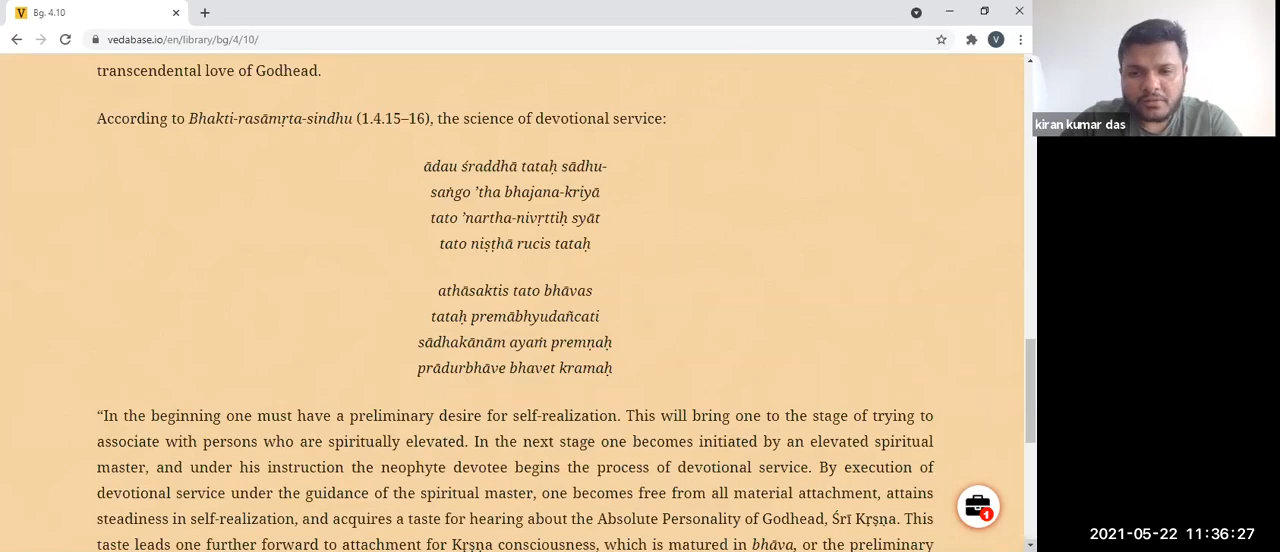 Bg. 4.10
vedabase.io/en/library/bg/4/10/
V
kiran kumar das
transcendental love of Godhead.
According to Bhakti-rasāmṛta-sindhu (1.4.15–16), the science of devotional service:
ādau śraddhā tataḥ sādhu-
saṅgo ’tha bhajana-kriyā
tato ’nartha-nivṛttiḥ syāt
tato niṣṭhā rucis tataḥ
athāsaktis tato bhāvas
tataḥ premābhyudañcati
sādhakānām ayaṁ premṇaḥ
prādurbhāve bhavet kramaḥ
“In the beginning one must have a preliminary desire for self-realization. This will bring one to the stage of trying to
associate with persons who are spiritually elevated. In the next stage one becomes initiated by an elevated spiritual
master, and under his instruction the neophyte devotee begins the process of devotional service. By execution of
devotional service under the guidance of the spiritual master, one becomes free from all material attachment, attains
steadiness in self-realization, and acquires a taste for hearing about the Absolute Personality of Godhead, Śrī Kṛṣṇa. This
taste leads one further forward to attachment for Kṛṣṇa consciousness, which is matured in bhāva, or the preliminary
1
2021-05-22 11:36:27